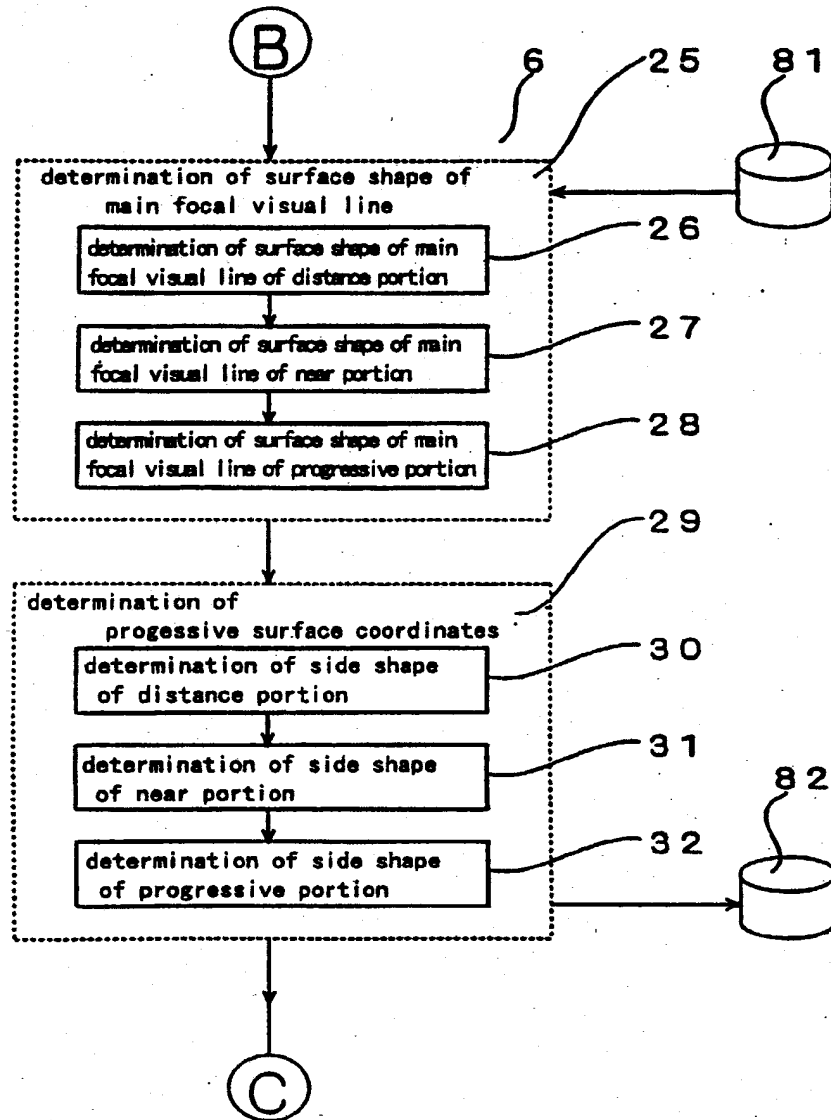 B
6
25
81
determination of surface shape of
main focal visual line
determination of surface shape of main
focal visual line of distance portion
26
determination of surface shape of main
focal visual line of near portion
27
determination of surface shape of main
focal visual line of progressive portion
28
29
determination of
progessive surface coordinates
determination of side shape
of distance portion
30
determination of side shape
of near portion
31
82
determination of side shape
of progressive portion
32
C